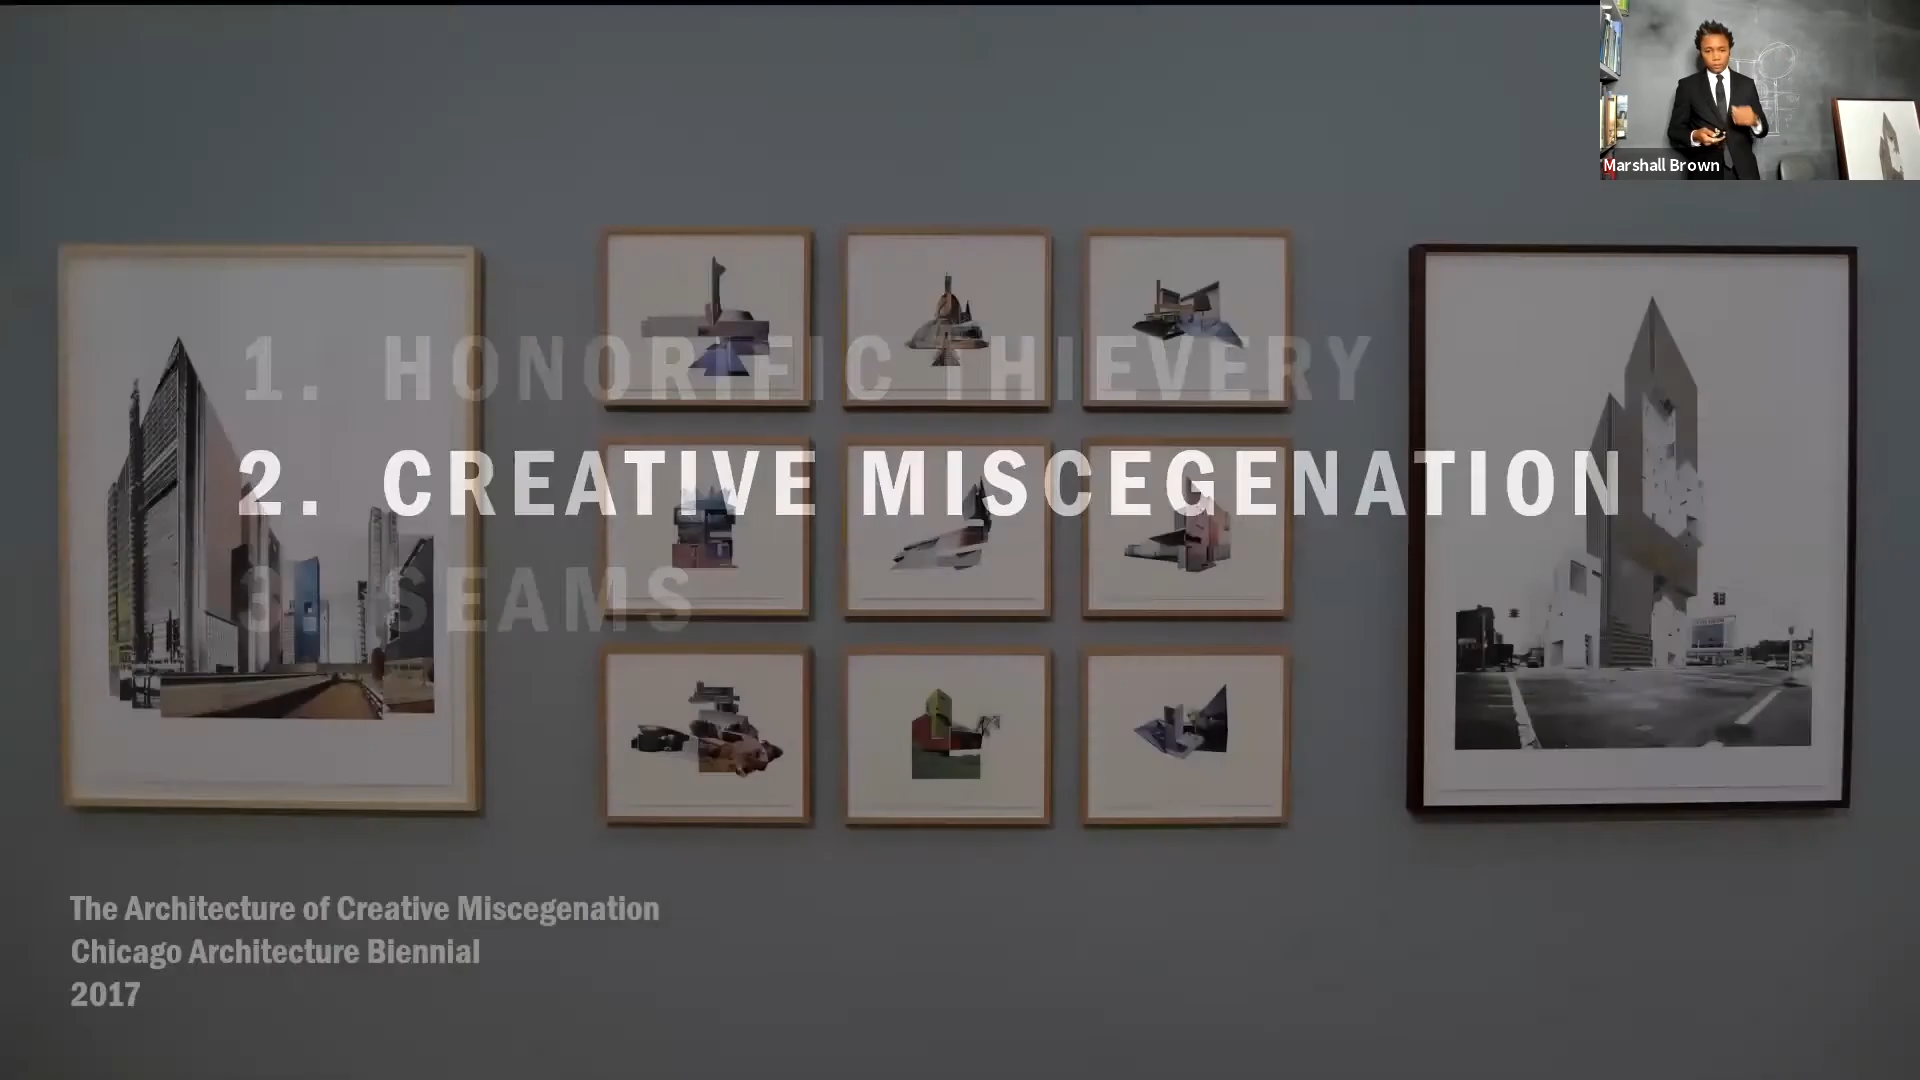 Marshall Brown
1. HONORIFIC THIEVERY
2. CREATIVE MISCEGENATION
3. SEAMS
The Architecture of Creative Miscegenation
Chicago Architecture Biennial
2017